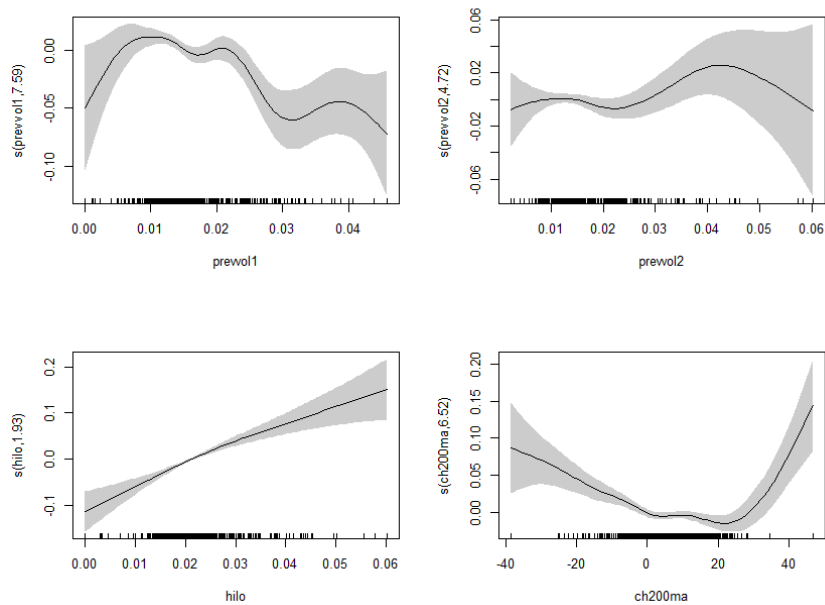 s(prevvol1,7.59)
0.00
-0.05
-0.10
0.00 0.01 0.02 0.03 0.04
prevvol1
s(prevvol2,4.72)
0.06
0.02
-0.02
-0.06
0.01 0.02 0.03 0.04 0.05 0.06
prevvol2
s(hilo,1.93)
0.2
0.1
0.0
-0.1
0.00 0.01 0.02 0.03 0.04 0.05 0.06
hilo
s(ch200ma,6.52)
0.20
0.15
0.10
0.05
0.00
-40 -20 0 20 40
ch200ma